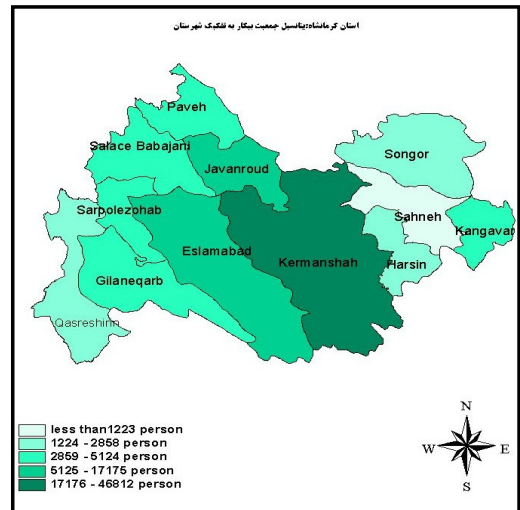 استان کرمانشاه:پتانسیل جمعیت بیکار به تفکیک شهرستان
Paveh
Salace Babajani
Javanroud
Songor
Sarpolezohab
Sahneh
Kangavar
Eslamabad
Kermanshah
Harsin
Gilaneqarb
Qasreshirin
less than1223 person
1224 - 2858 person
2859 - 5124 person
5125 - 17175 person
17176 - 46812 person
N
W E
S